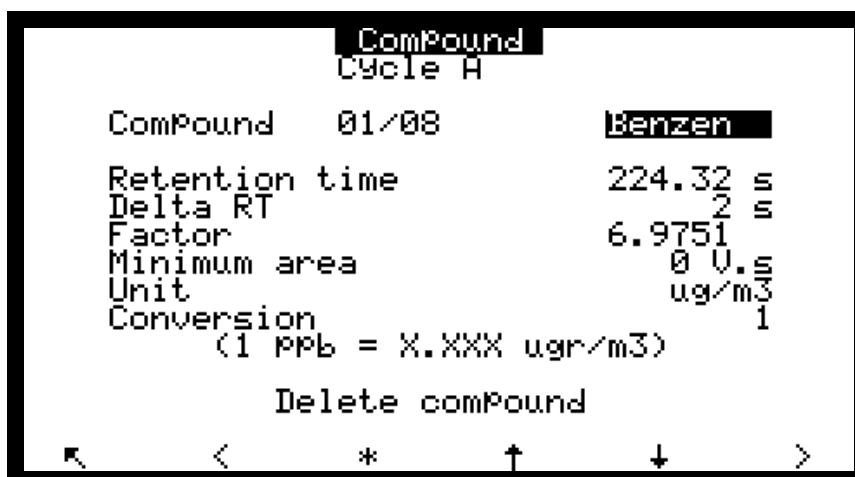 Compound
Cycle A
Compound 01/08 Benzen
Retention time 224.32 s
Delta RT 2 s
Factor 6.9751
Minimum area 0 V.s
Unit ug/m3
Conversion 1
(1 ppb = X.XXX ugr/m3)
Delete compound
↖ < * ↑ ↓ >